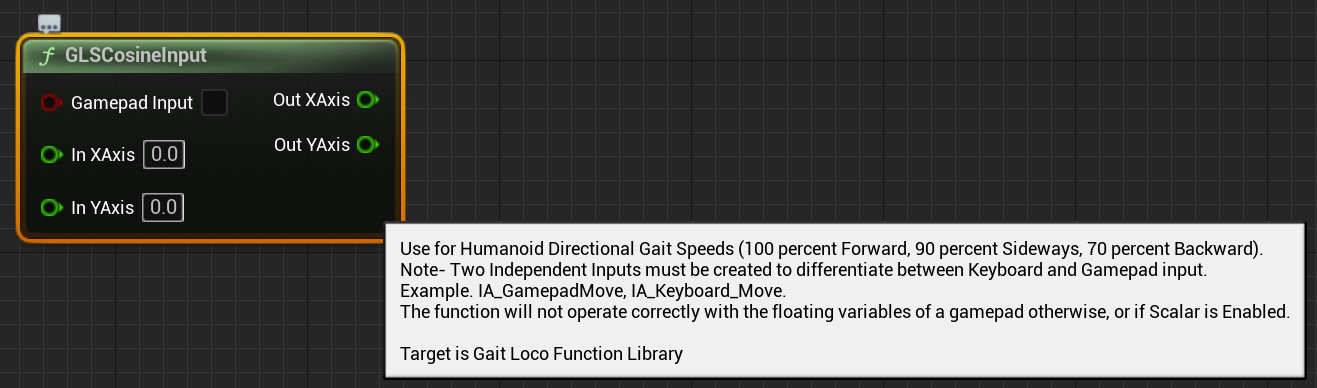 GLSCosineInput
Gamepad Input
Out XAxis
In XAxis 0.0
Out YAxis
In YAxis 0.0
Use for Humanoid Directional Gait Speeds (100 percent Forward, 90 percent Sideways, 70 percent Backward).
Note- Two Independent Inputs must be created to differentiate between Keyboard and Gamepad input.
Example. IA_GamepadMove, IA_Keyboard_Move.
The function will not operate correctly with the floating variables of a gamepad otherwise, or if Scalar is Enabled.
Target is Gait Loco Function Library